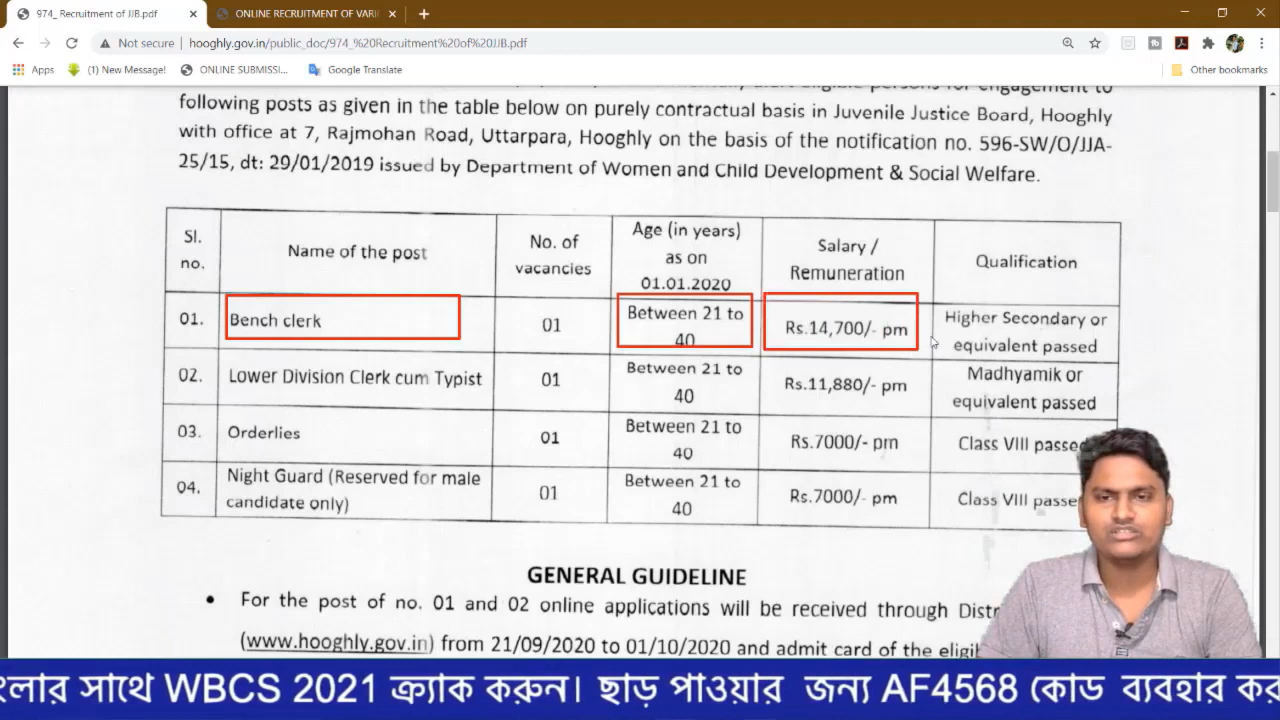 974_ Recruitment of JJB.pdf
ONLINE RECRUITMENT OF VARI
Not secure | hooghly.gov.in/public_doc/974_%20Recruitment%20of%20JJB.pdf
Apps
(1) New Message!
ONLINE SUBMISSI...
Google Translate
Other bookmarks
following posts as given in the table below on purely contractual basis in Juvenile Justice Board, Hooghly
with office at 7, Rajmohan Road, Uttarpara, Hooghly on the basis of the notification no. 596-SW/O/JJA-
25/15, dt: 29/01/2019 issued by Department of Women and Child Development & Social Welfare.
Sl. no.
Name of the post
No. of vacancies
Age (in years) as on 01.01.2020
Salary / Remuneration
Qualification
01. Bench clerk 01 Between 21 to 40 Rs.14,700/- pm Higher Secondary or equivalent passed
02. Lower Division Clerk cum Typist 01 Between 21 to 40 Rs.11,880/- pm Madhyamik or equivalent passed
03. Orderlies 01 Between 21 to 40 Rs.7000/- pm Class VIII passed
04. Night Guard (Reserved for male candidate only) 01 Between 21 to 40 Rs.7000/- pm Class VIII passed
GENERAL GUIDELINE
• For the post of no. 01 and 02 online applications will be received through Distr
(www.hooghly.gov.in) from 21/09/2020 to 01/10/2020 and admit card of the eligib
ংলার সাথে WBCS 2021 ক্র্যাক করুন। ছাড় পাওয়ার জন্য AF4568 কোড ব্যবহার কর